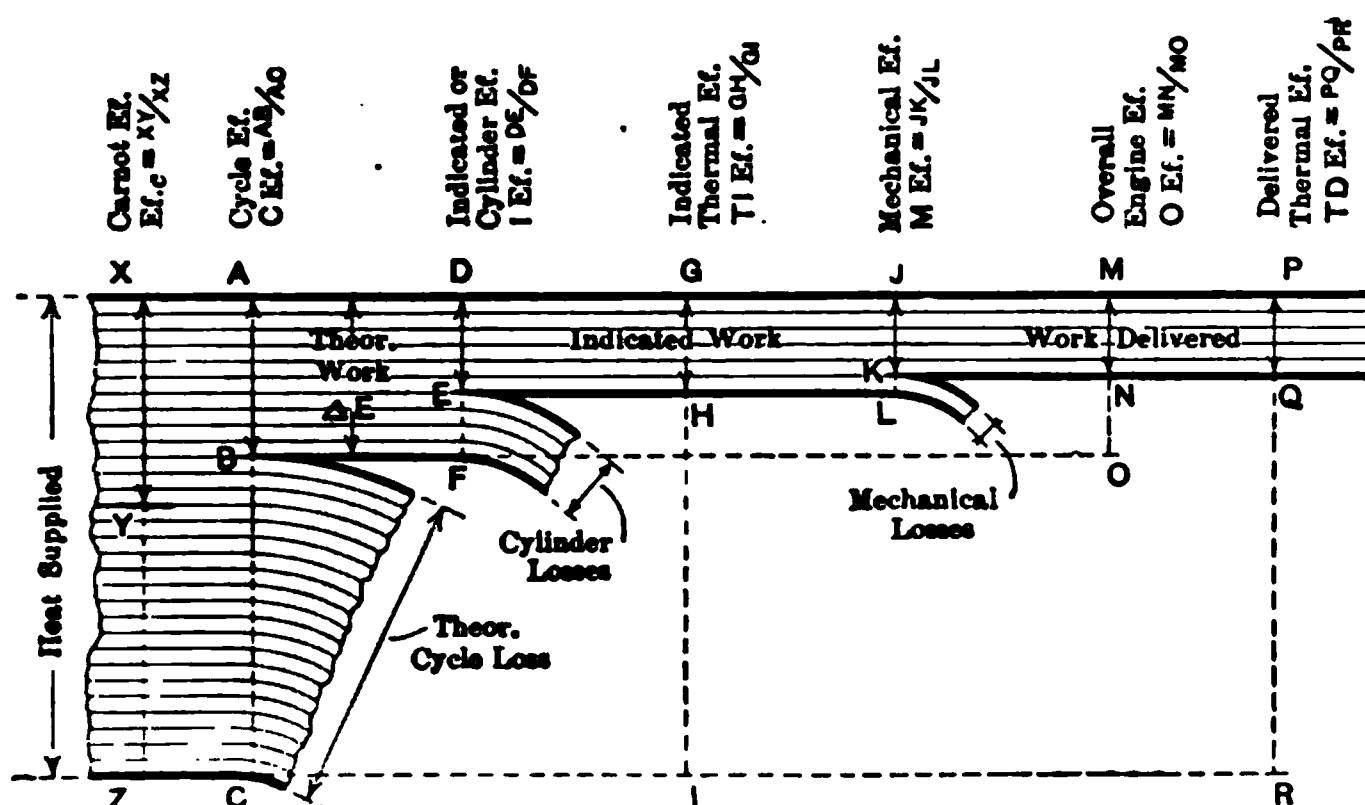 Carnot Ef.
Ef.c = XY/XZ
Cycle Ef.
C Ef. = AB/AC
Indicated or
Cylinder Ef.
I Ef. = DE/DF
Indicated
Thermal Ef.
TI Ef. = GH/GI
Mechanical Ef.
M Ef. = JK/JL
Overall
Engine Ef.
O Ef. = MN/MO
Delivered
Thermal Ef.
TD Ef. = PQ/PR
X A D G J M P
Theor.
Work
Indicated Work
Work Delivered
K
E
H
L
N
Q
ΔE
B
F
O
Y
Heat Supplied
Cylinder
Losses
Mechanical
Losses
Theor.
Cycle Loss
Z C I R